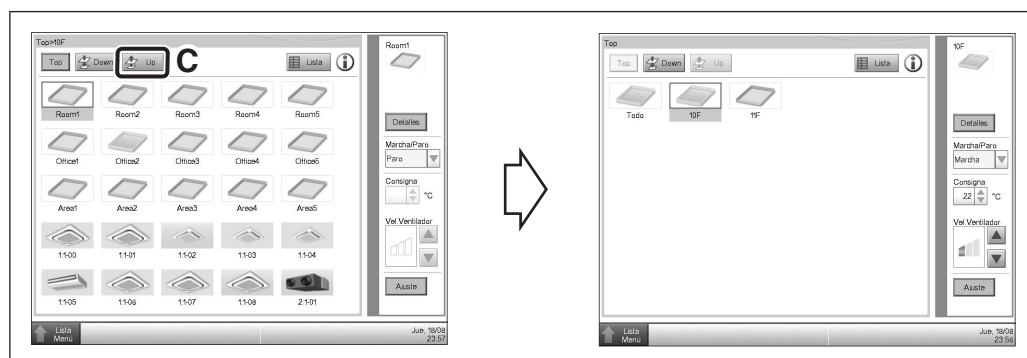 Top>10F
Top Down Up C Lista
Room1 Room2 Room3 Room4 Room5
Office1 Office2 Office3 Office4 Office5
Area1 Area2 Area3 Area4 Area5
1:1-00 1:1-01 1:1-02 1:1-03 1:1-04
1:1-05 1:1-06 1:1-07 1:1-08 2:1-01
Room1
Detalles
Marcha/Paro
Paro
Consigna
°C
Vel.Ventilador
Ajuste
Lista
Menú
Jue, 18/08
23:57
Top
Top Down Up Lista
Todo 10F 11F
10F
Detalles
Marcha/Paro
Marcha
Consigna
22 °C
Vel.Ventilador
Ajuste
Lista
Menú
Jue, 18/08
23:56